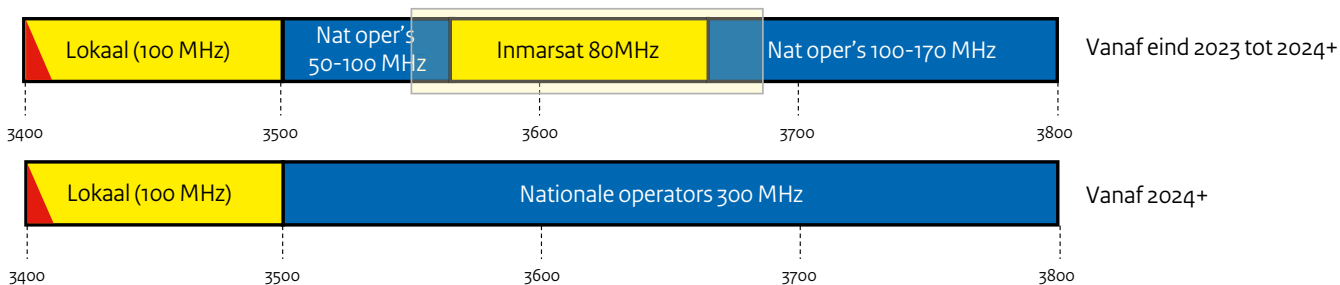 Lokaal (100 MHz)
Nat oper's
50-100 MHz
Inmarsat 80MHz
Nat oper's 100-170 MHz
Vanaf eind 2023 tot 2024+
3400
3500
3600
3700
3800
Lokaal (100 MHz)
Nationale operators 300 MHz
Vanaf 2024+
3400
3500
3600
3700
3800